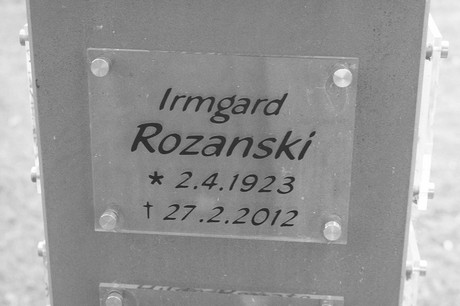 Irmgard
Rozanski
* 2.4.1923
† 27.2.2012